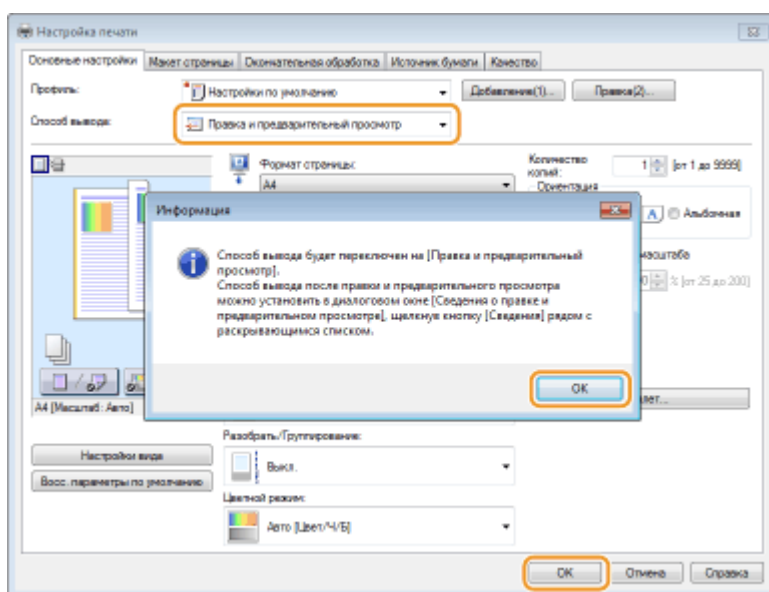 Настройка печати
Основные настройки Макет страницы Окончательная обработка Источник бумаги Качество
Профиль: Настройки по умолчанию Добавление(1)... Правка(2)...
Способ вывода: Правка и предварительный просмотр
Формат страницы: Количество копий: 1 [от 1 до 9999]
A4 Ориентация
Информация
A Альбомная
Способ вывода будет переключен на [Правка и предварительный
просмотр].
масштаба
Способ вывода после правки и предварительного просмотра
можно установить в диалоговом окне [Сведения о правке и
% [от 25 до 200]
предварительном просмотре], щелкнув кнопку [Сведения] рядом с
раскрывающимся списком.
OK
A4 [Масштаб: Авто]
Разобрать/Группирование:
Настройки вида
Выкл.
Восс. параметры по умолчанию
Цветной режим:
Авто [Цвет/Ч/Б]
OK Отмена Справка